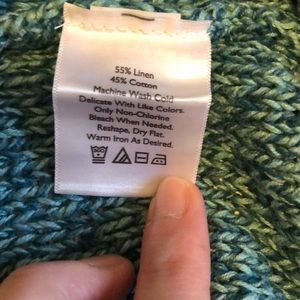 55% Linen
45% Cotton
Machine Wash Cold
Delicate With Like Colors.
Only Non-Chlorine
Bleach When Needed.
Reshape, Dry Flat.
Warm Iron As Desired.